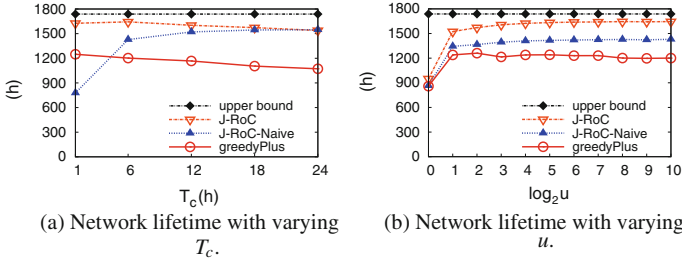 1800
1500
1200
900
600
300
0
(h)
upper bound
J-RoC
J-RoC-Naive
greedyPlus
1 6 12 18 24
T_c(h)
(a) Network lifetime with varying
T_c.
1800
1500
1200
900
600
300
0
(h)
upper bound
J-RoC
J-RoC-Naive
greedyPlus
0 1 2 3 4 5 6 7 8 9 10
log_2u
(b) Network lifetime with varying
u.